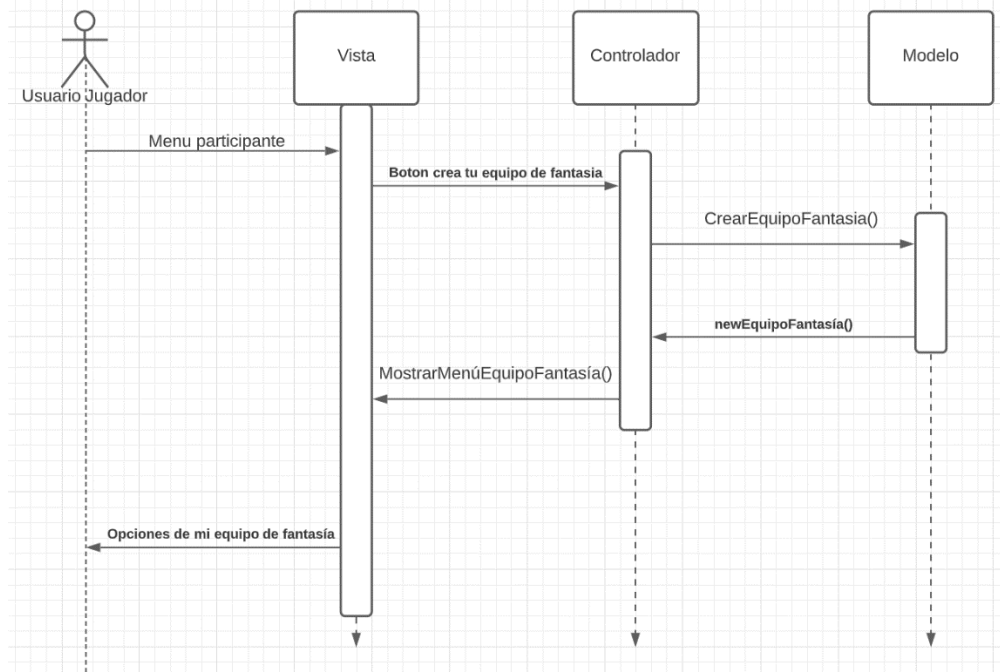 Vista
Controlador
Modelo
Usuario Jugador
Menu participante
Boton crea tu equipo de fantasia
CrearEquipoFantasia()
newEquipoFantasía()
MostrarMenúEquipoFantasía()
Opciones de mi equipo de fantasía